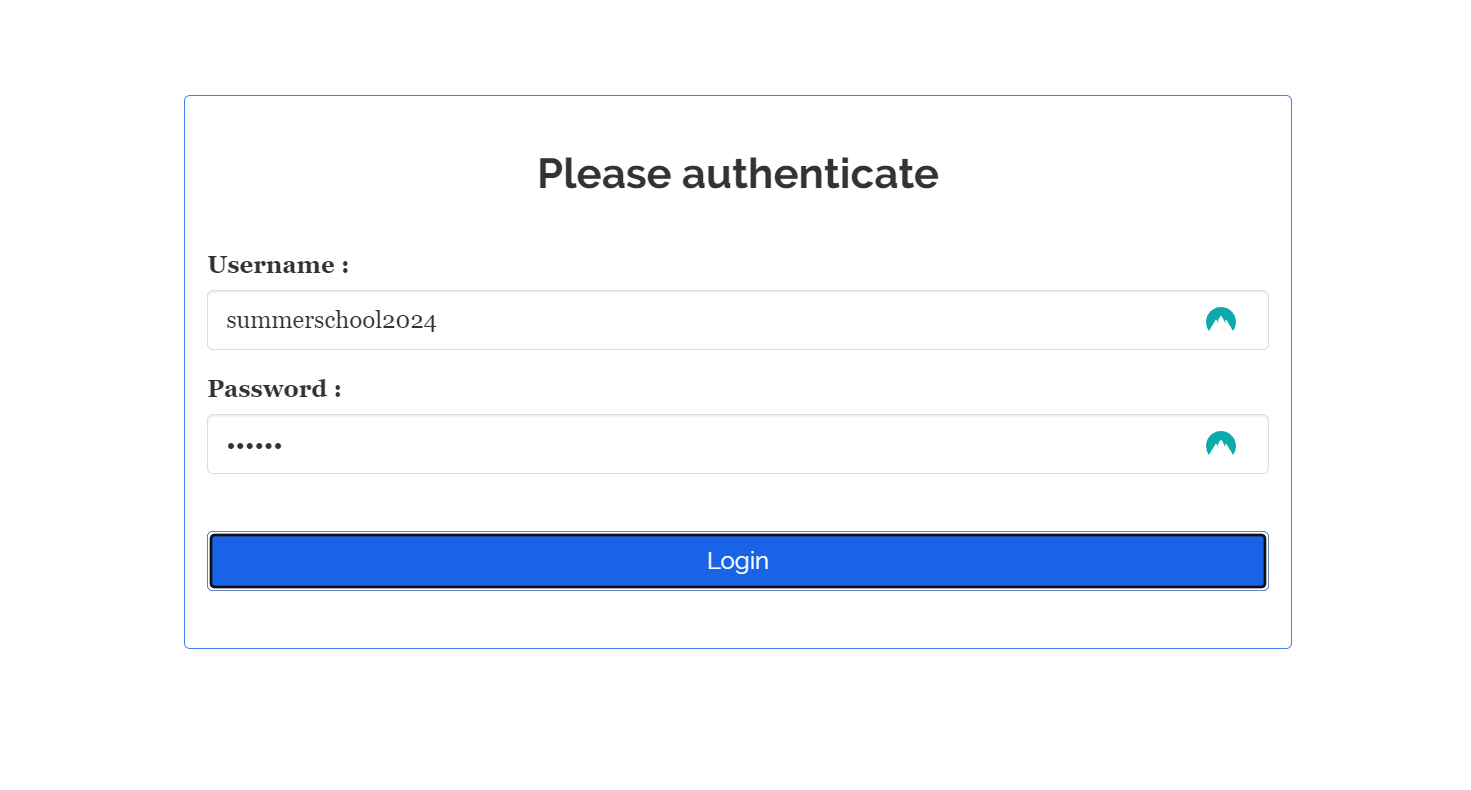 Please authenticate
Username :
summerschool2024
Password :
••••••
Login